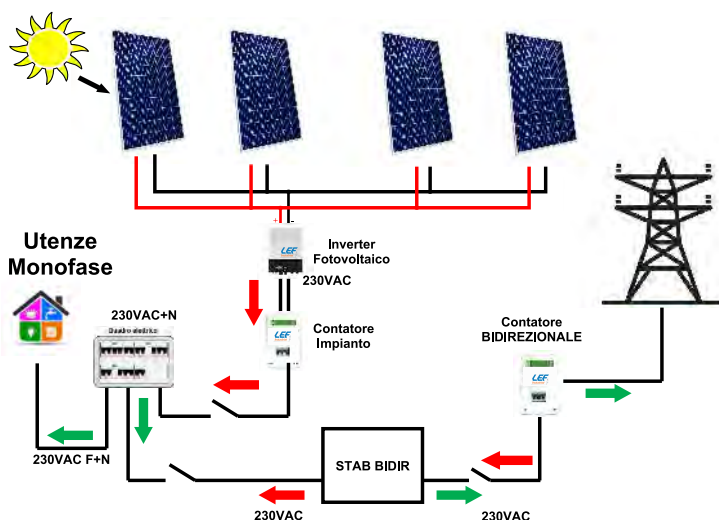 + -
LEF
Inverter
Fotovoltaico
230VAC
Utenze
Monofase
230VAC+N
Quadro elettrico
LEF
Contatore
Impianto
Contatore
BIDIREZIONALE
LEF
230VAC F+N
STAB BIDIR
230VAC
230VAC